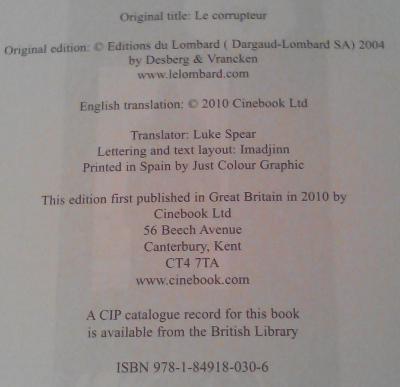 Original title: Le corrupteur
Original edition: © Editions du Lombard ( Dargaud-Lombard SA) 2004
by Desberg & Vrancken
www.lelombard.com
English translation: © 2010 Cinebook Ltd
Translator: Luke Spear
Lettering and text layout: Imadjinn
Printed in Spain by Just Colour Graphic
This edition first published in Great Britain in 2010 by
Cinebook Ltd
56 Beech Avenue
Canterbury, Kent
CT4 7TA
www.cinebook.com
A CIP catalogue record for this book
is available from the British Library
ISBN 978-1-84918-030-6